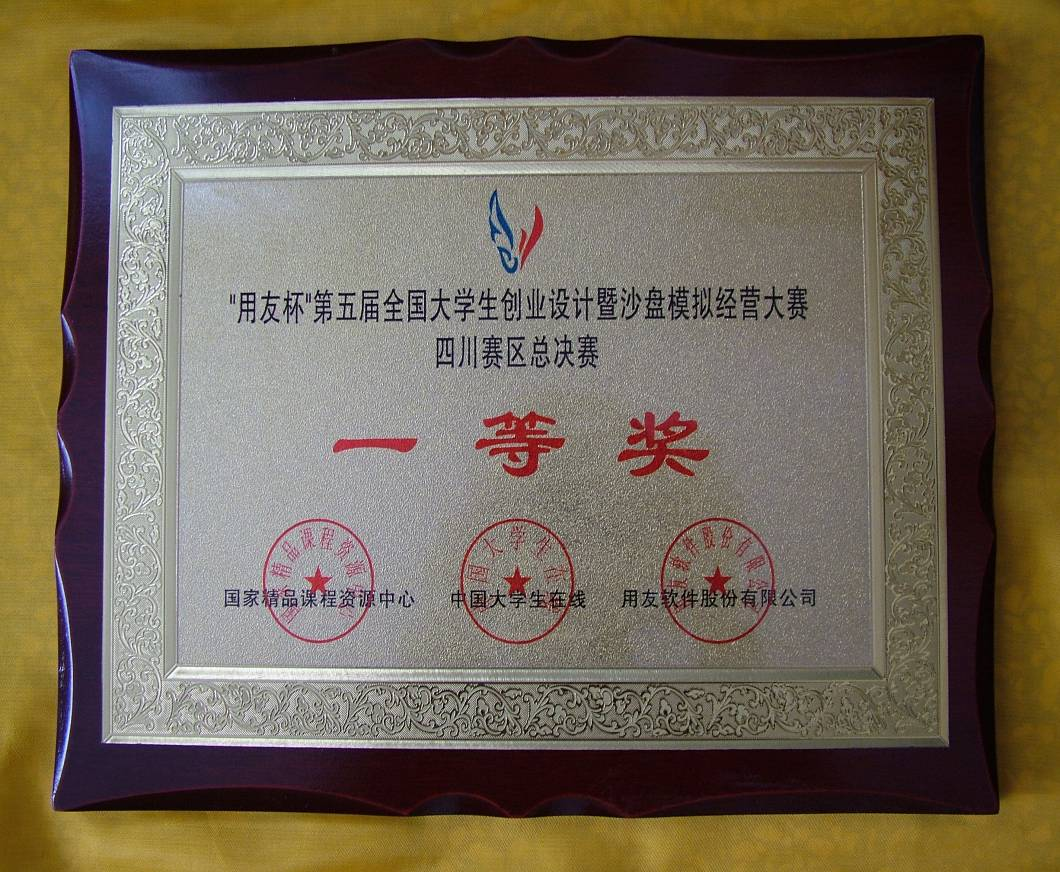 "用友杯"第五届全国大学生创业设计暨沙盘模拟经营大赛
四川赛区总决赛
一等奖
国家精品课程资源中心 中国大学生在线 用友软件股份有限公司